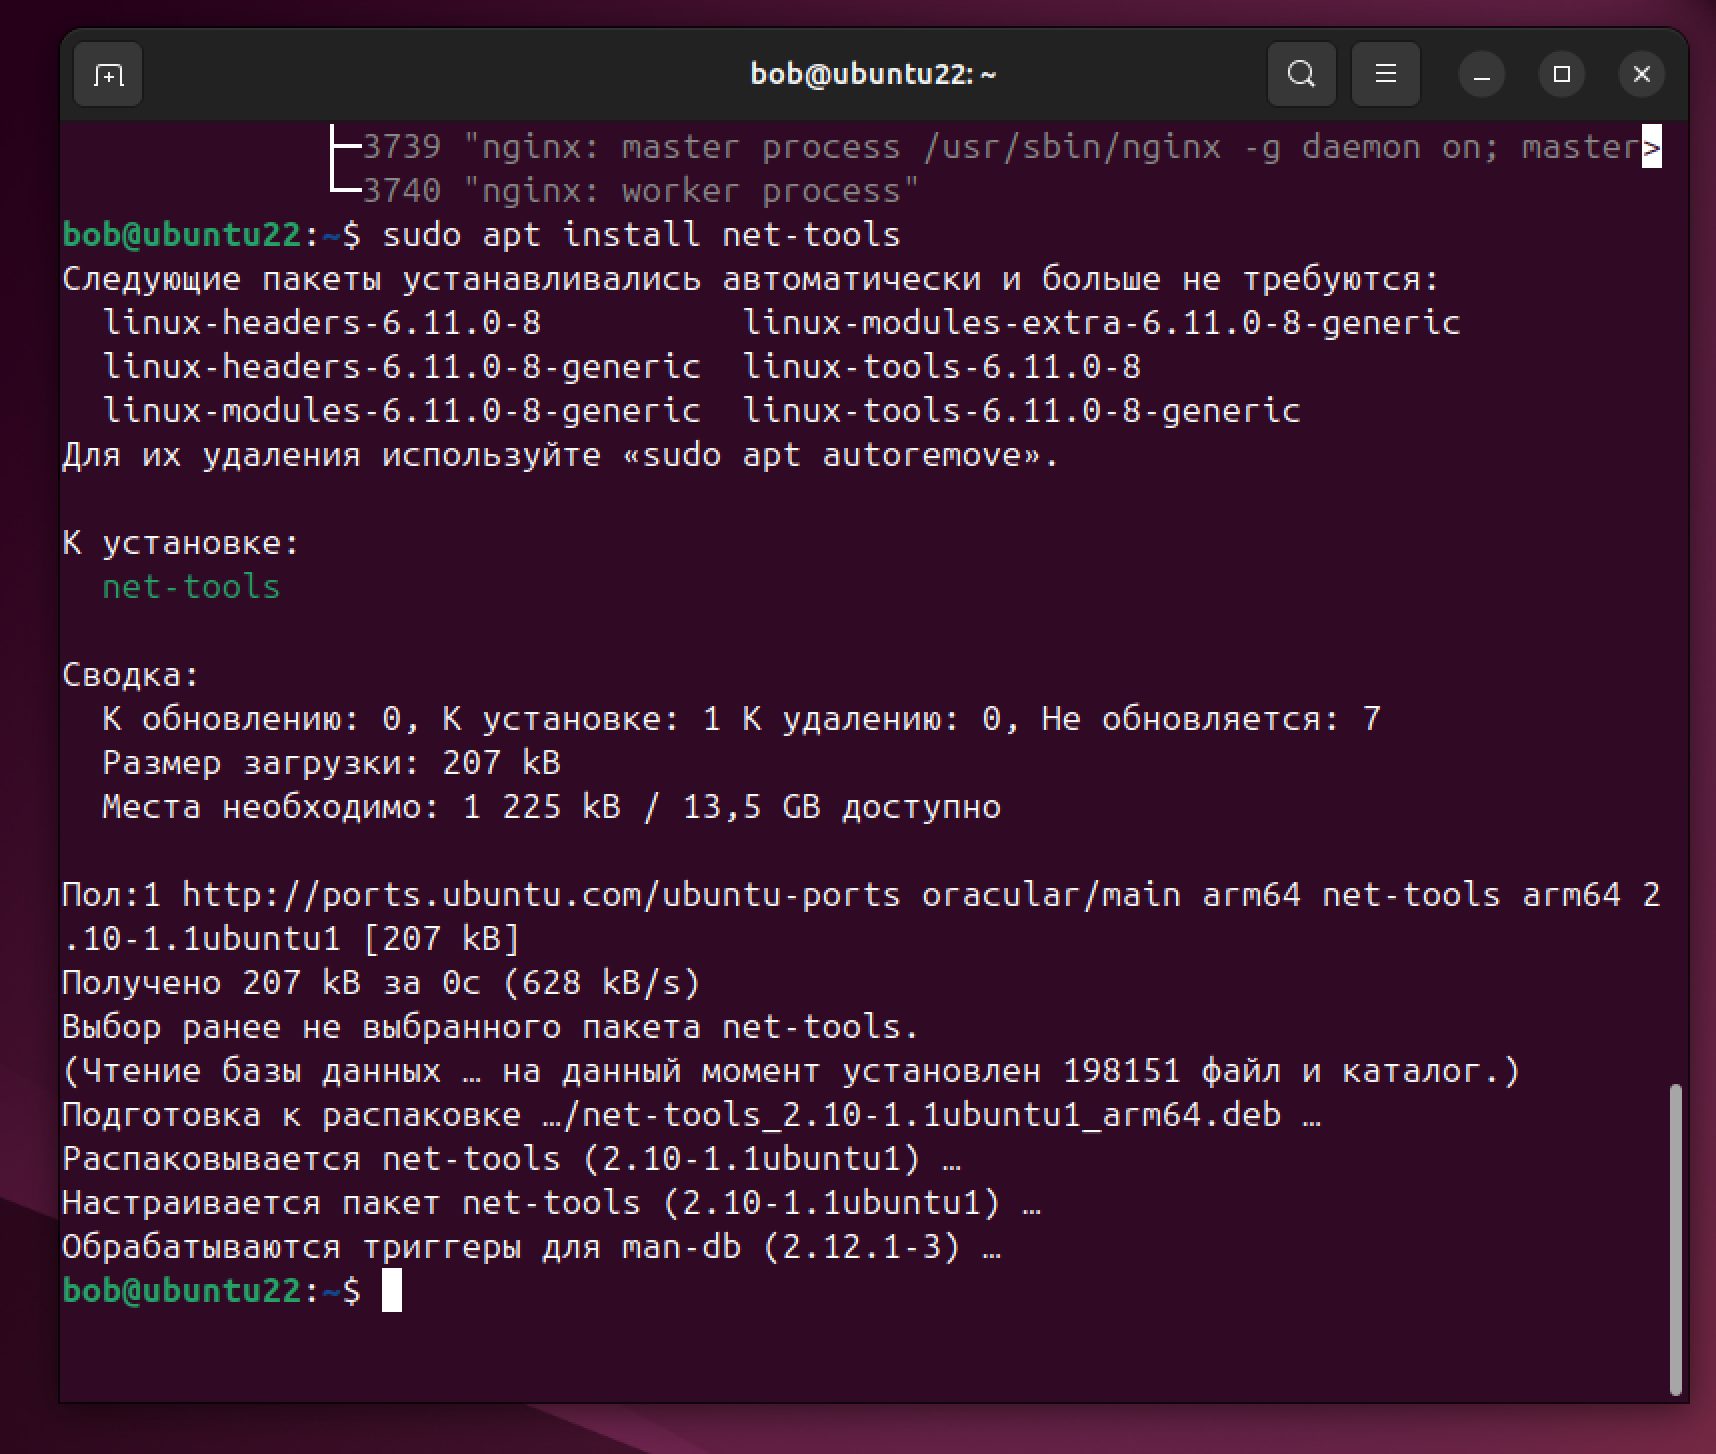 bob@ubuntu22: ~
├─3739 "nginx: master process /usr/sbin/nginx -g daemon on; master>
└─3740 "nginx: worker process"
bob@ubuntu22:~$ sudo apt install net-tools
Следующие пакеты устанавливались автоматически и больше не требуются:
  linux-headers-6.11.0-8          linux-modules-extra-6.11.0-8-generic
  linux-headers-6.11.0-8-generic  linux-tools-6.11.0-8
  linux-modules-6.11.0-8-generic  linux-tools-6.11.0-8-generic
Для их удаления используйте «sudo apt autoremove».
К установке:
  net-tools
Сводка:
  К обновлению: 0, К установке: 1 К удалению: 0, Не обновляется: 7
  Размер загрузки: 207 kB
  Места необходимо: 1 225 kB / 13,5 GB доступно
Пол:1 http://ports.ubuntu.com/ubuntu-ports oracular/main arm64 net-tools arm64 2
.10-1.1ubuntu1 [207 kB]
Получено 207 kB за 0с (628 kB/s)
Выбор ранее не выбранного пакета net-tools.
(Чтение базы данных … на данный момент установлен 198151 файл и каталог.)
Подготовка к распаковке …/net-tools_2.10-1.1ubuntu1_arm64.deb …
Распаковывается net-tools (2.10-1.1ubuntu1) …
Настраивается пакет net-tools (2.10-1.1ubuntu1) …
Обрабатываются триггеры для man-db (2.12.1-3) …
bob@ubuntu22:~$